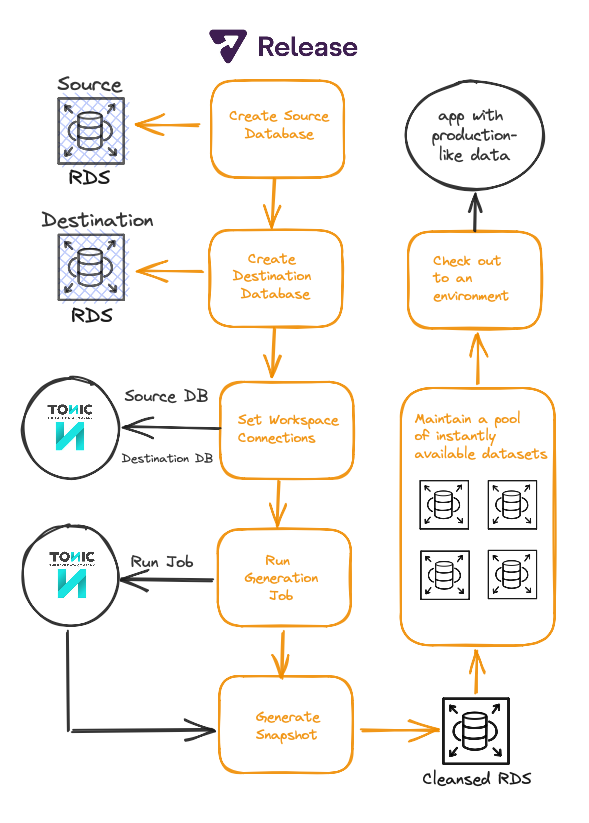 Release
Source
RDS
Create Source
Database
Destination
RDS
Create
Destination
Database
TONIC
Source DB
Destination DB
Set Workspace
Connections
TONIC
Run Job
Run
Generation
Job
Generate
Snapshot
Cleansed RDS
Maintain a pool
of instantly
available datasets
Check out
to an
environment
app with
production-
like data